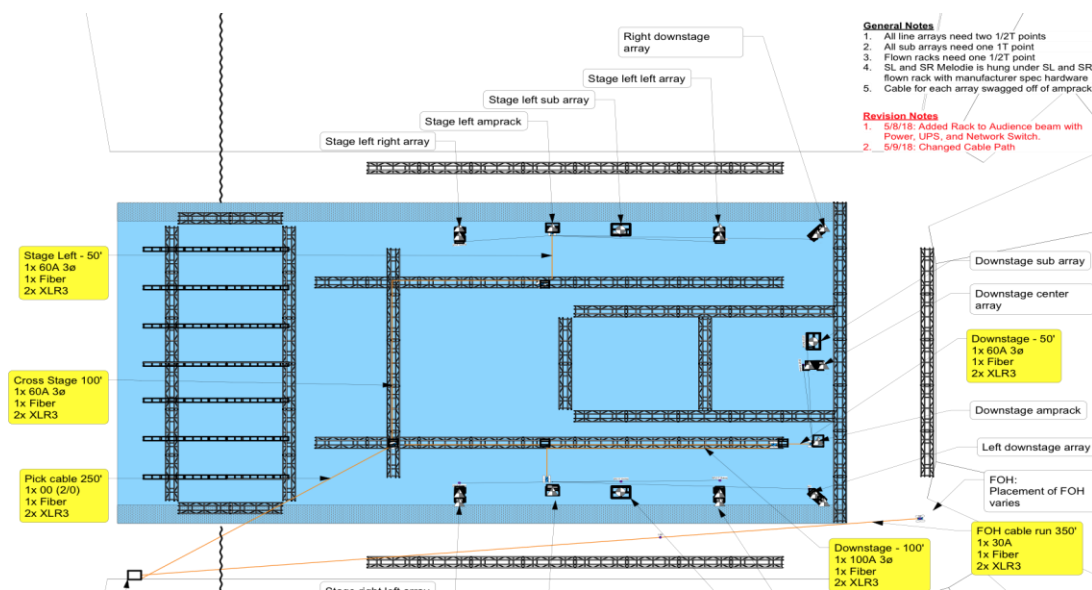 General Notes
1. All line arrays need two 1/2T points
2. All sub arrays need one 1T point
3. Flown racks need one 1/2T point
4. SL and SR Melodie is hung under SL and SR
flown rack with manufacturer spec hardware
5. Cable for each array swagged off of amprack
Revision Notes
1. 5/8/18: Added Rack to Audience beam with
Power, UPS, and Network Switch.
2. 5/9/18: Changed Cable Path
Right downstage
array
Stage left left array
Stage left sub array
Stage left amprack
Stage left right array
Stage Left - 50'
1x 60A 3ø
1x Fiber
2x XLR3
Cross Stage 100'
1x 60A 3ø
1x Fiber
2x XLR3
Pick cable 250'
1x 00 (2/0)
1x Fiber
2x XLR3
Downstage sub array
Downstage center
array
Downstage - 50'
1x 60A 3ø
1x Fiber
2x XLR3
Downstage amprack
Left downstage array
FOH:
Placement of FOH
varies
FOH cable run 350'
1x 30A
1x Fiber
2x XLR3
Downstage - 100'
1x 100A 3ø
1x Fiber
2x XLR3
Stage right left array